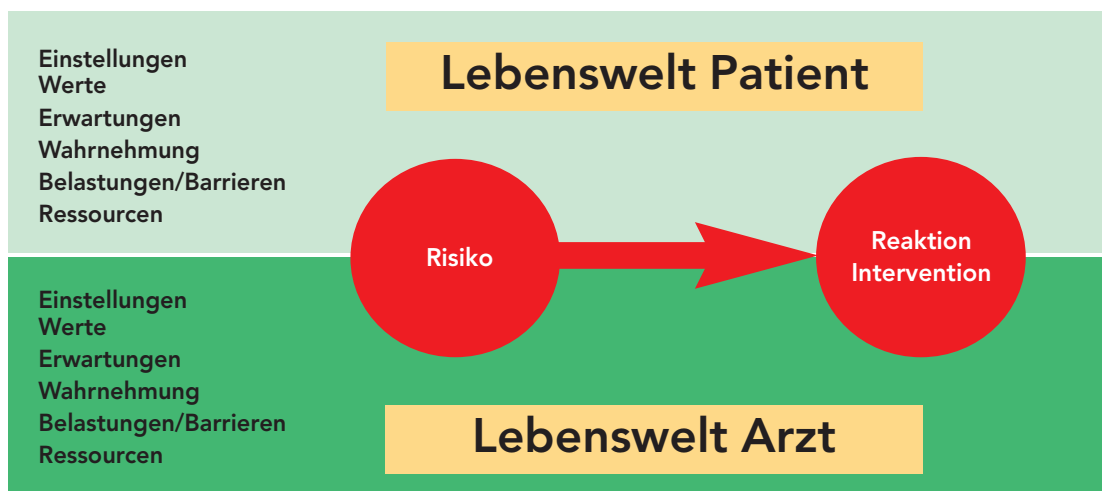 Einstellungen
Werte
Erwartungen
Wahrnehmung
Belastungen/Barrieren
Ressourcen
Lebenswelt Patient
Risiko
Reaktion
Intervention
Einstellungen
Werte
Erwartungen
Wahrnehmung
Belastungen/Barrieren
Ressourcen
Lebenswelt Arzt